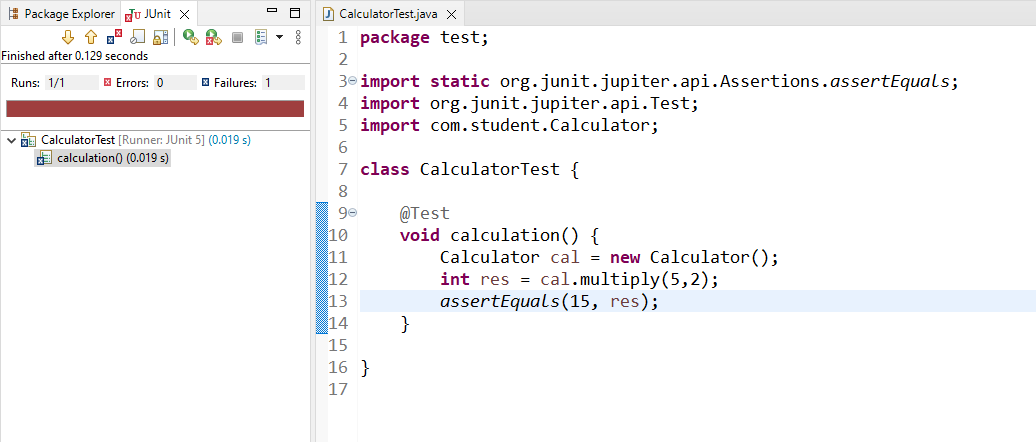 Package Explorer JUnit
Finished after 0.129 seconds
Runs: 1/1 Errors: 0 Failures: 1
CalculatorTest [Runner: JUnit 5] (0.019 s)
calculation() (0.019 s)
CalculatorTest.java
1 package test;
2
3 import static org.junit.jupiter.api.Assertions.assertEquals;
4 import org.junit.jupiter.api.Test;
5 import com.student.Calculator;
6
7 class CalculatorTest {
8
9 @Test
10 void calculation() {
11 Calculator cal = new Calculator();
12 int res = cal.multiply(5,2);
13 assertEquals(15, res);
14 }
15
16 }
17